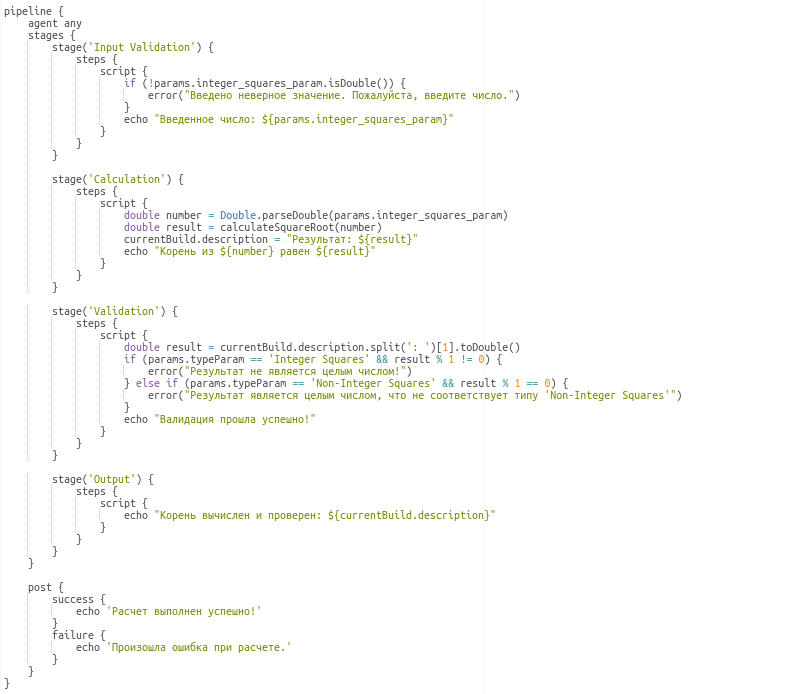 pipeline {
    agent any
    stages {
        stage('Input Validation') {
            steps {
                script {
                    if (!params.integer_squares_param.isDouble()) {
                        error("Введено неверное значение. Пожалуйста, введите число.")
                    }
                    echo "Введенное число: ${params.integer_squares_param}"
                }
            }
        }

        stage('Calculation') {
            steps {
                script {
                    double number = Double.parseDouble(params.integer_squares_param)
                    double result = calculateSquareRoot(number)
                    currentBuild.description = "Результат: ${result}"
                    echo "Корень из ${number} равен ${result}"
                }
            }
        }

        stage('Validation') {
            steps {
                script {
                    double result = currentBuild.description.split(': ')[1].toDouble()
                    if (params.typeParam == 'Integer Squares' && result % 1 != 0) {
                        error("Результат не является целым числом!")
                    } else if (params.typeParam == 'Non-Integer Squares' && result % 1 == 0) {
                        error("Результат является целым числом, что не соответствует типу 'Non-Integer Squares'")
                    }
                    echo "Валидация прошла успешно!"
                }
            }
        }

        stage('Output') {
            steps {
                script {
                    echo "Корень вычислен и проверен: ${currentBuild.description}"
                }
            }
        }
    }

    post {
        success {
            echo 'Расчет выполнен успешно!'
        }
        failure {
            echo 'Произошла ошибка при расчете.'
        }
    }
}